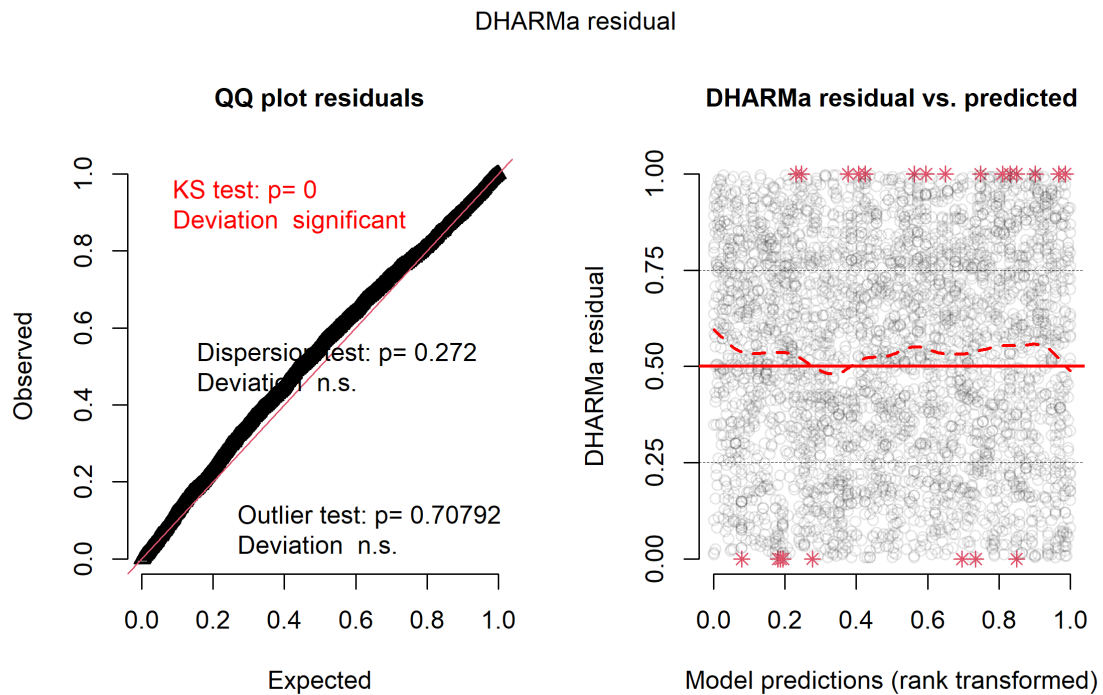 DHARMa residual
QQ plot residuals
KS test: p= 0
Deviation  significant
Dispersion test: p= 0.272
Deviation  n.s.
Outlier test: p= 0.70792
Deviation  n.s.
Observed
0.0 0.2 0.4 0.6 0.8 1.0
0.0 0.2 0.4 0.6 0.8 1.0
Expected
DHARMa residual vs. predicted
DHARMa residual
0.00 0.25 0.50 0.75 1.00
0.0 0.2 0.4 0.6 0.8 1.0
Model predictions (rank transformed)